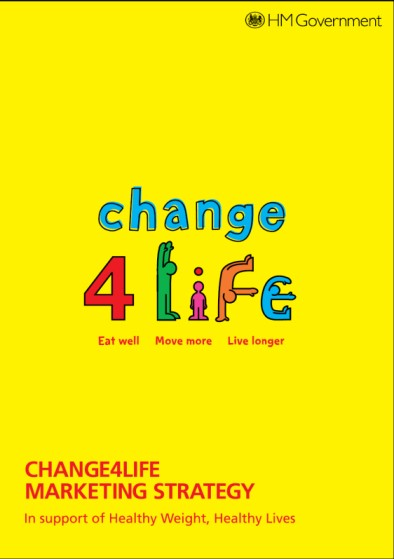 HM Government
change
4 life
Eat well Move more Live longer
CHANGE4LIFE
MARKETING STRATEGY
In support of Healthy Weight, Healthy Lives